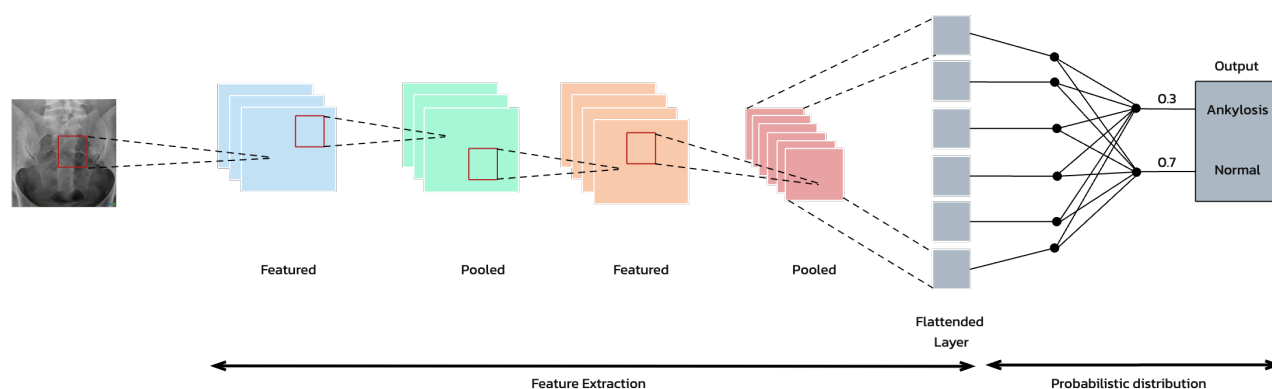 Output
0.3
Ankylosis
0.7
Normal
Featured
Pooled
Featured
Pooled
Flattended
Layer
Feature Extraction
Probabilistic distribution